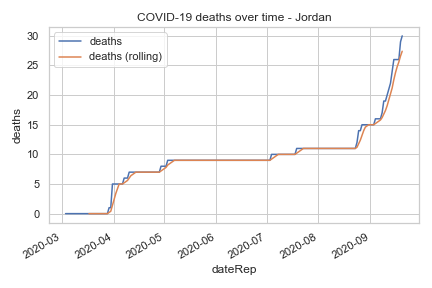 COVID-19 deaths over time - Jordan
deaths
deaths (rolling)
deaths
30
25
20
15
10
5
0
2020-03
2020-04
2020-05
2020-06
2020-07
2020-08
2020-09
dateRep